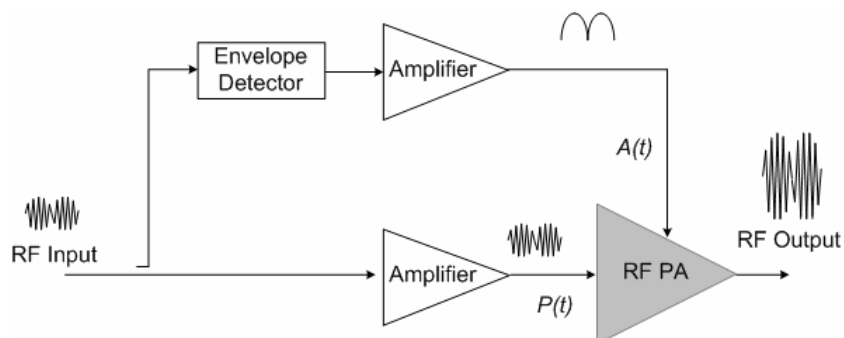 Envelope
Detector
Amplifier
A(t)
RF Input
RF Output
Amplifier
P(t)
RF PA